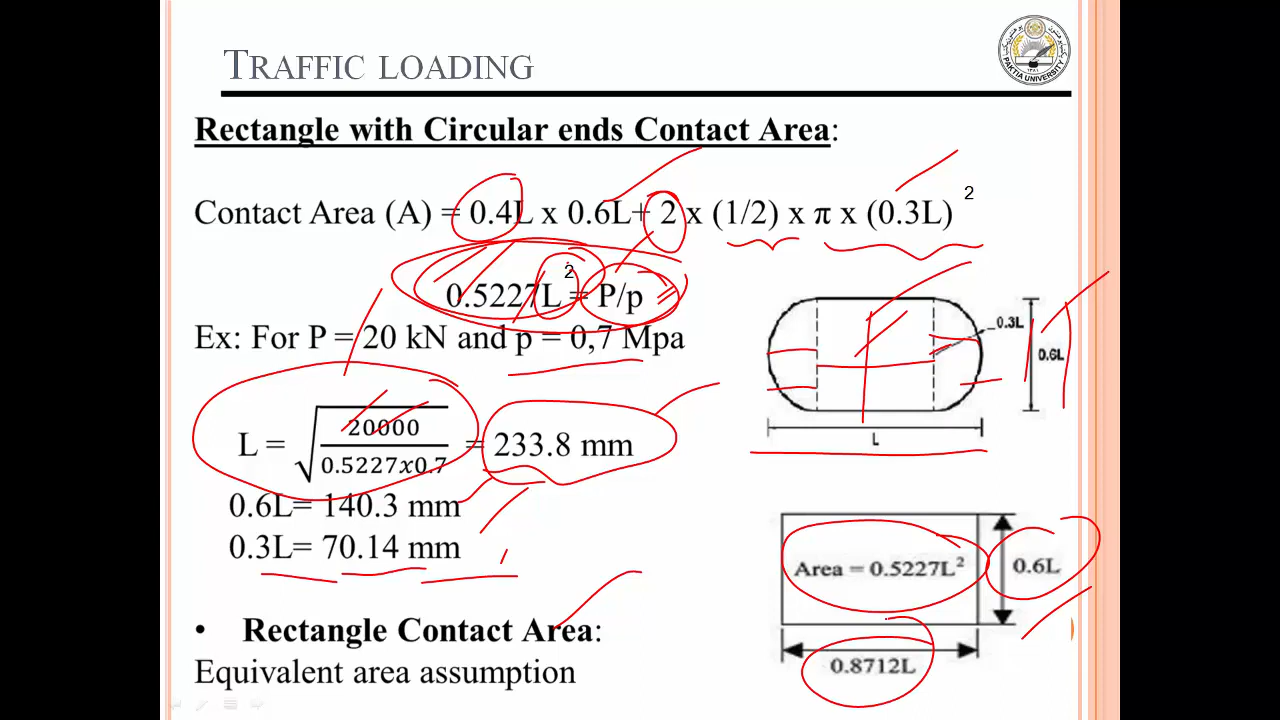 TRAFFIC LOADING
PAKTIA UNIVERSITY
Rectangle with Circular ends Contact Area:
Contact Area (A) = 0.4L x 0.6L+ 2 x (1/2) x π x (0.3L) 2
0.5227L2 = P/p
Ex: For P = 20 kN and p = 0,7 Mpa
0.3L
0.6L
L
L = √ 20000
0.5227x0.7
= 233.8 mm
0.6L= 140.3 mm
0.3L= 70.14 mm
Area = 0.5227L²
0.6L
0.8712L
• Rectangle Contact Area:
Equivalent area assumption